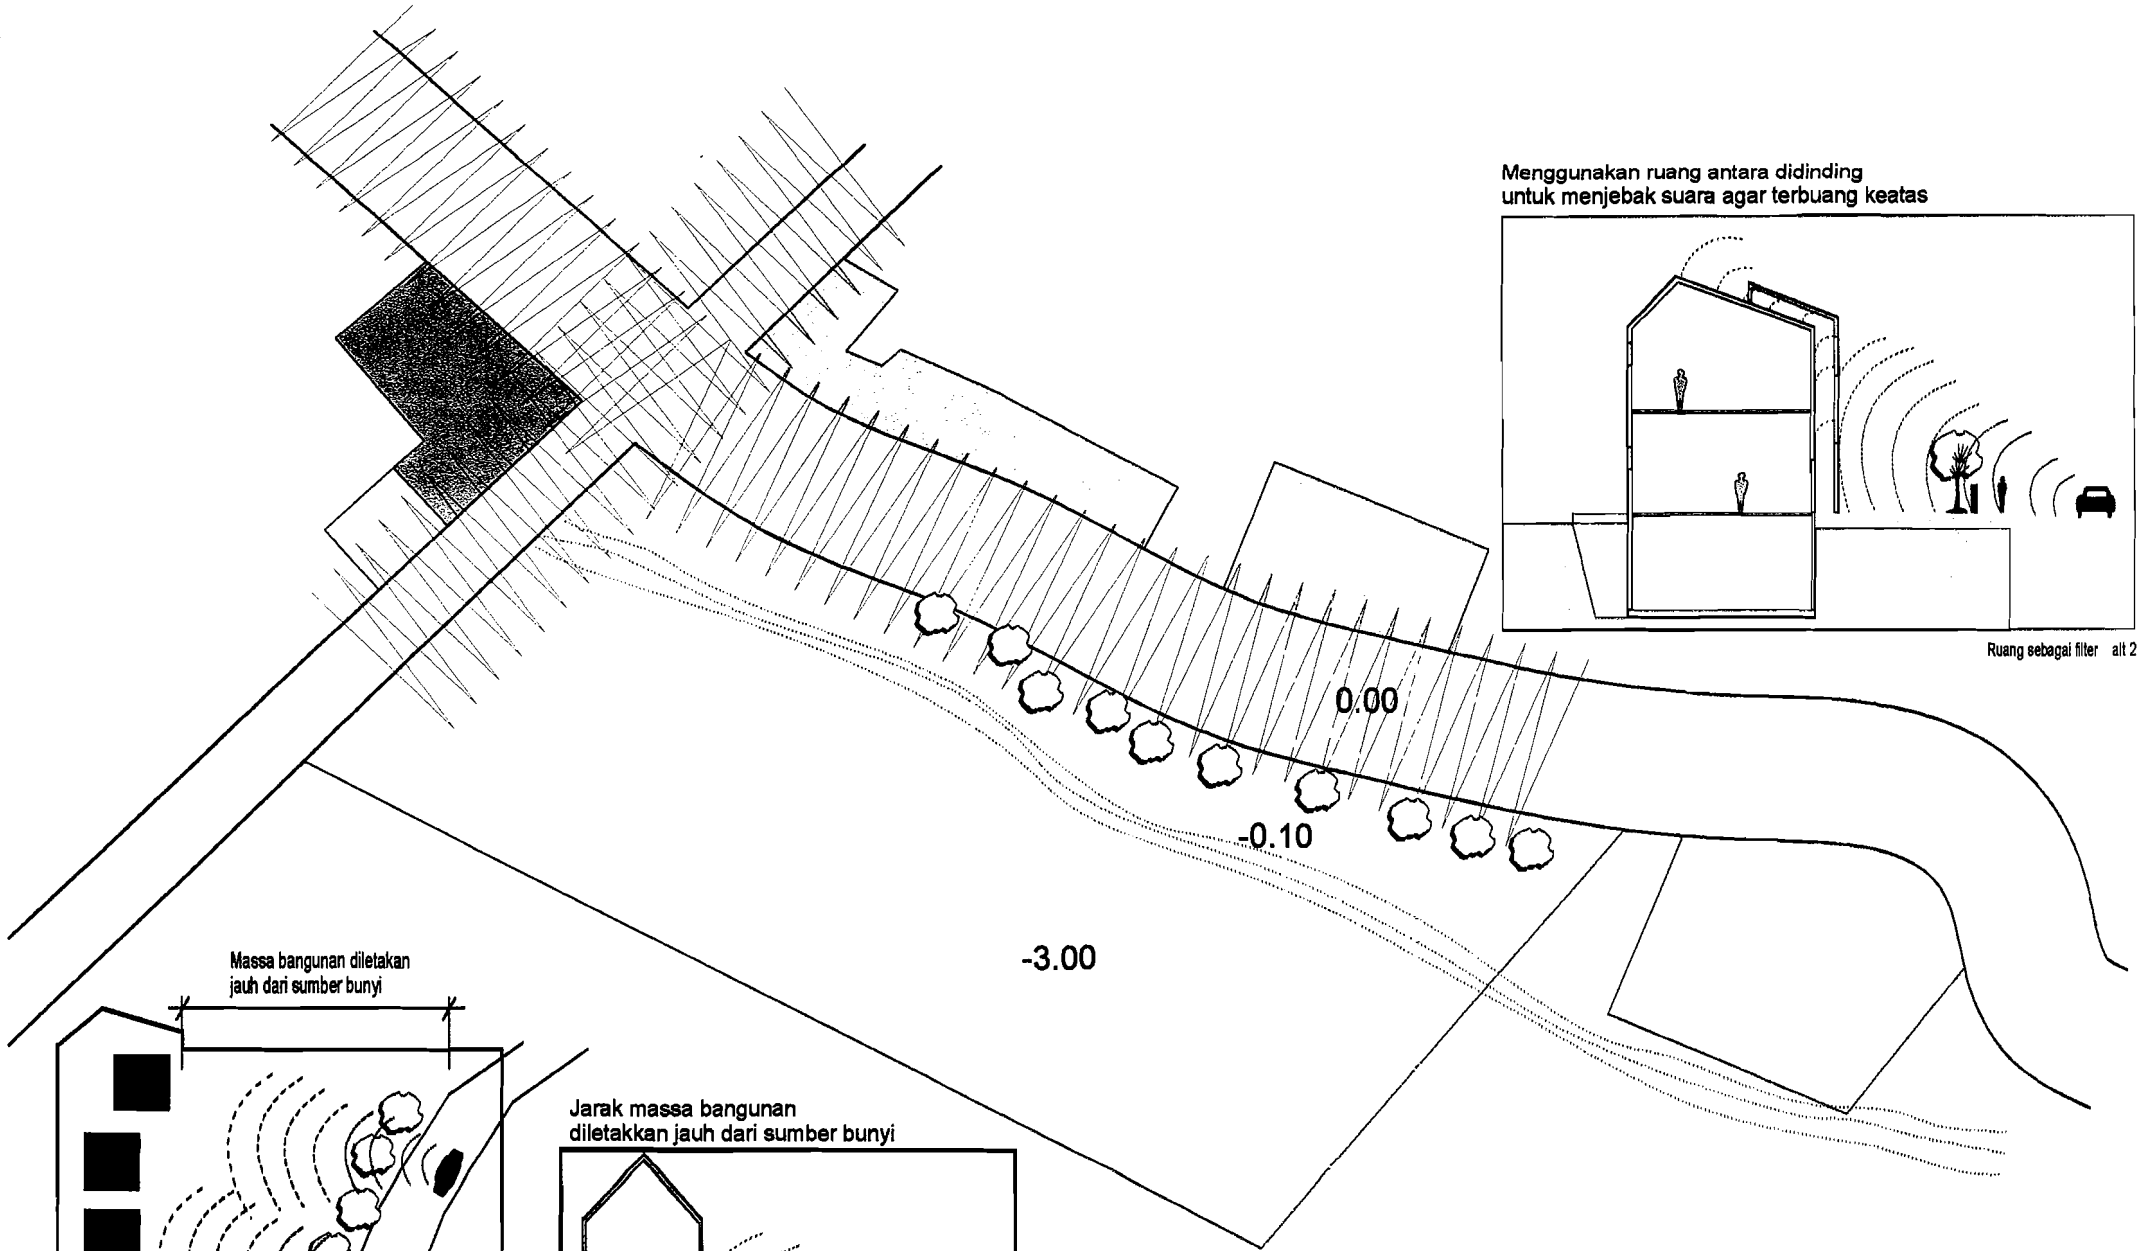 Menggunakan ruang antara didinding
untuk menjebak suara agar terbuang keatas
Ruang sebagai filter alt 2
0.00
-0.10
-3.00
Massa bangunan diletakan
jauh dari sumber bunyi
Jarak massa bangunan
diletakkan jauh dari sumber bunyi